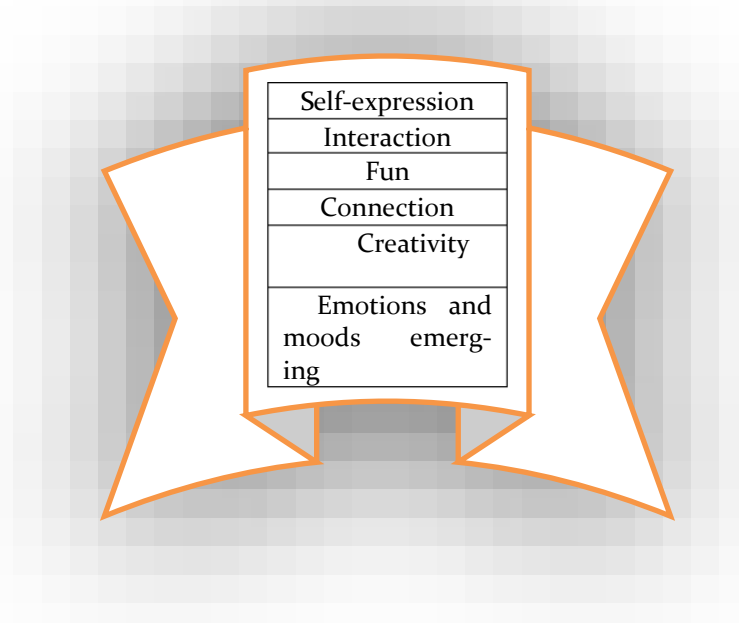 Self-expression
Interaction
Fun
Connection
Creativity
Emotions and
moods emerg-
ing